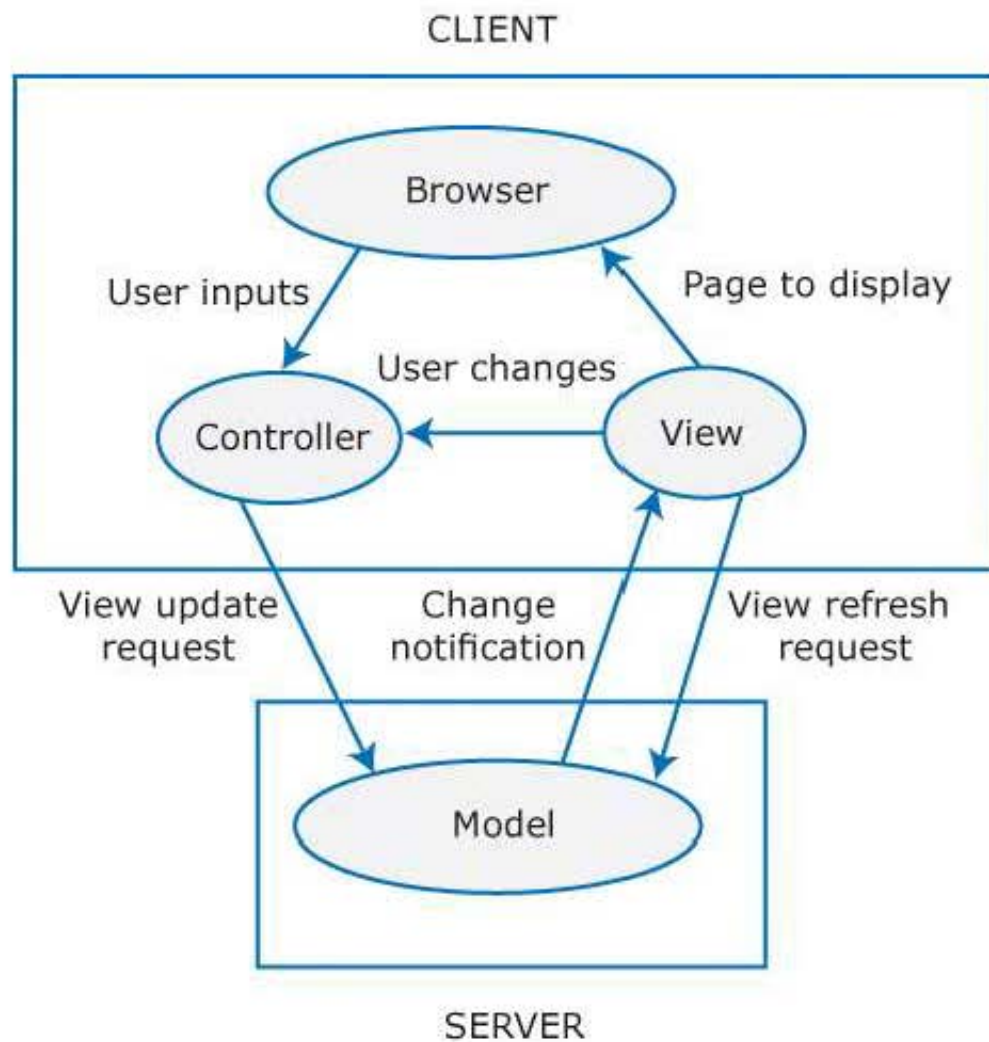 CLIENT
Browser
User inputs
Page to display
User changes
Controller
View
View update
request
Change
notification
View refresh
request
Model
SERVER